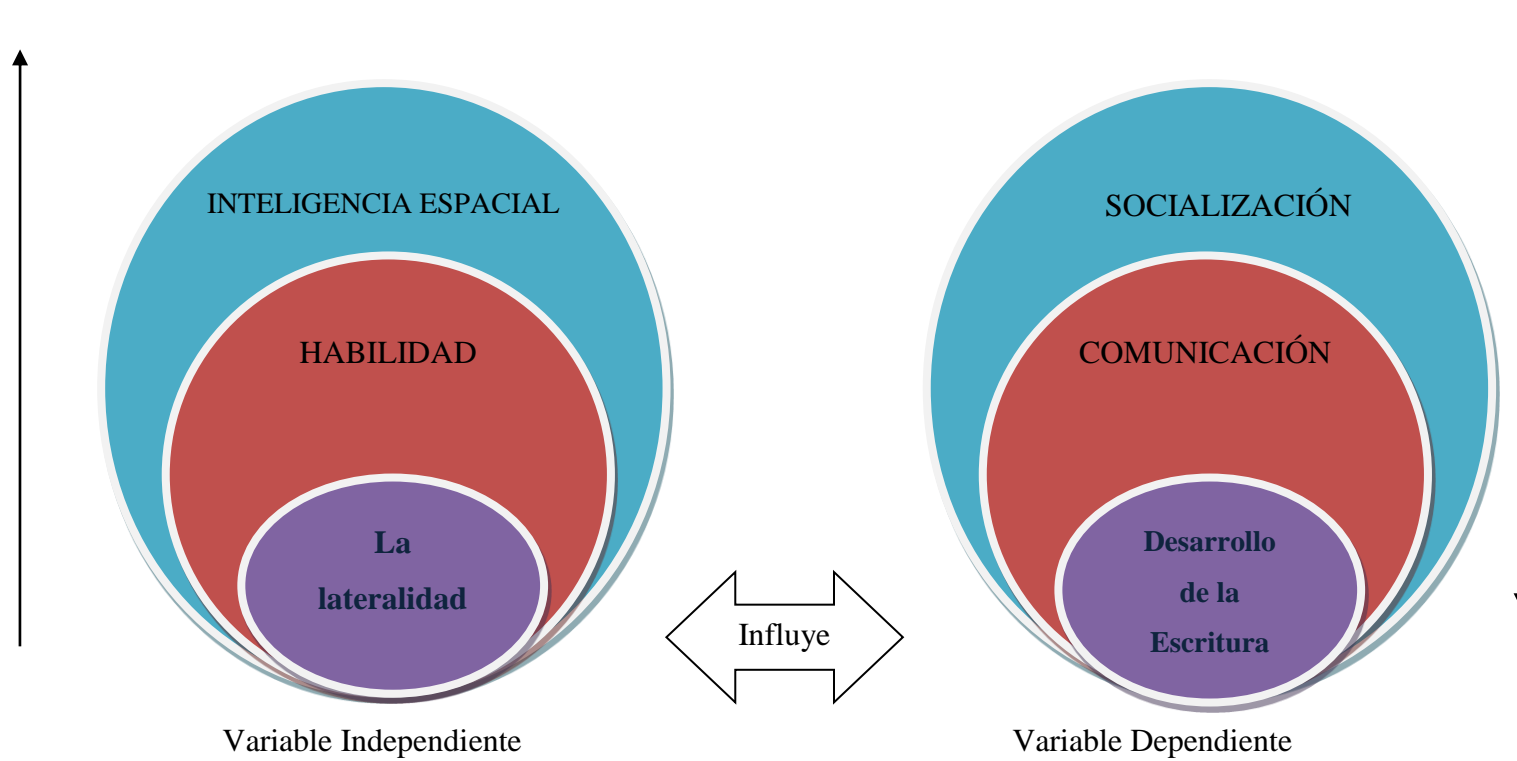 INTELIGENCIA ESPACIAL
HABILIDAD
La
lateralidad
Influye
SOCIALIZACIÓN
COMUNICACIÓN
Desarrollo
de la
Escritura
Variable Independiente
Variable Dependiente